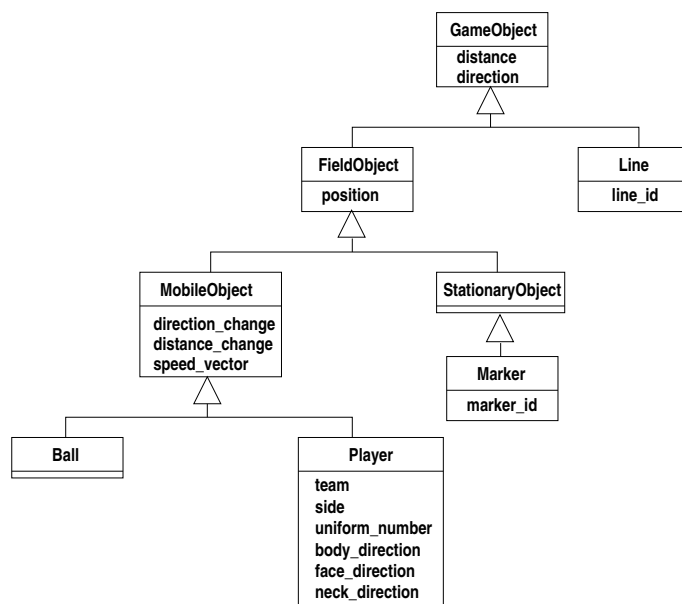 GameObject
distance
direction
FieldObject
position
Line
line_id
MobileObject
direction_change
distance_change
speed_vector
StationaryObject
Marker
marker_id
Ball
Player
team
side
uniform_number
body_direction
face_direction
neck_direction